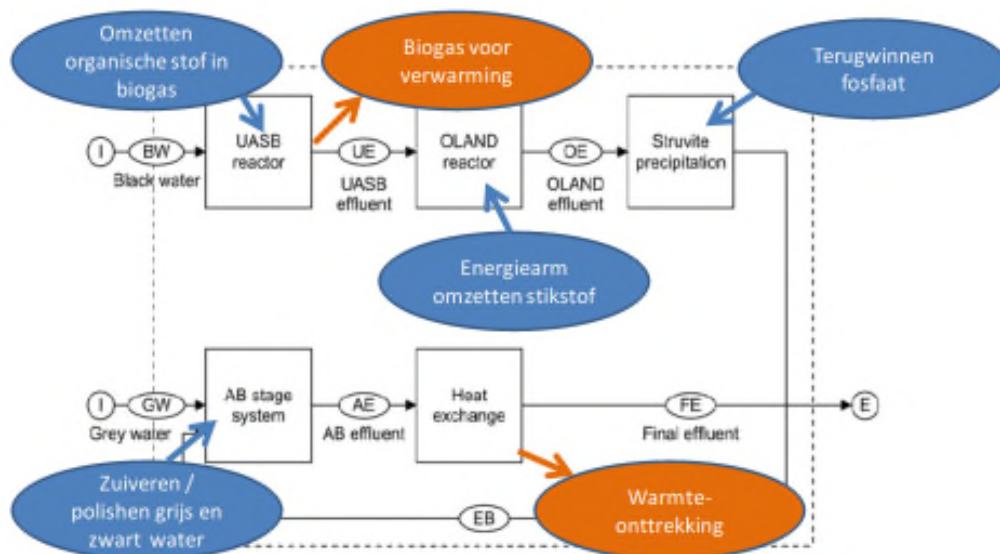 Omzetten
organische stof in
biogas
Biogas voor
verwarming
Terugwinnen
fosfaat
I
BW
Black water
UASB
reactor
UE
UASB
effluent
OLAND
reactor
OE
OLAND
effluent
Struvite
precipitation
Energiearm
omzetten stikstof
I
GW
Grey water
AB stage
system
AE
AB effluent
Heat
exchange
FE
Final effluent
E
Zuiveren /
polishen grijs en
zwart water
EB
Warmte-
onttrekking